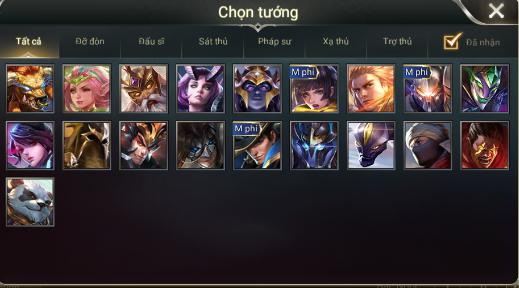 Chọn tướng
Tất cả
Đỡ đòn
Đấu sĩ
Sát thủ
Pháp sư
Xạ thủ
Trợ thủ
Đã nhận
M phí
M phí
M phí